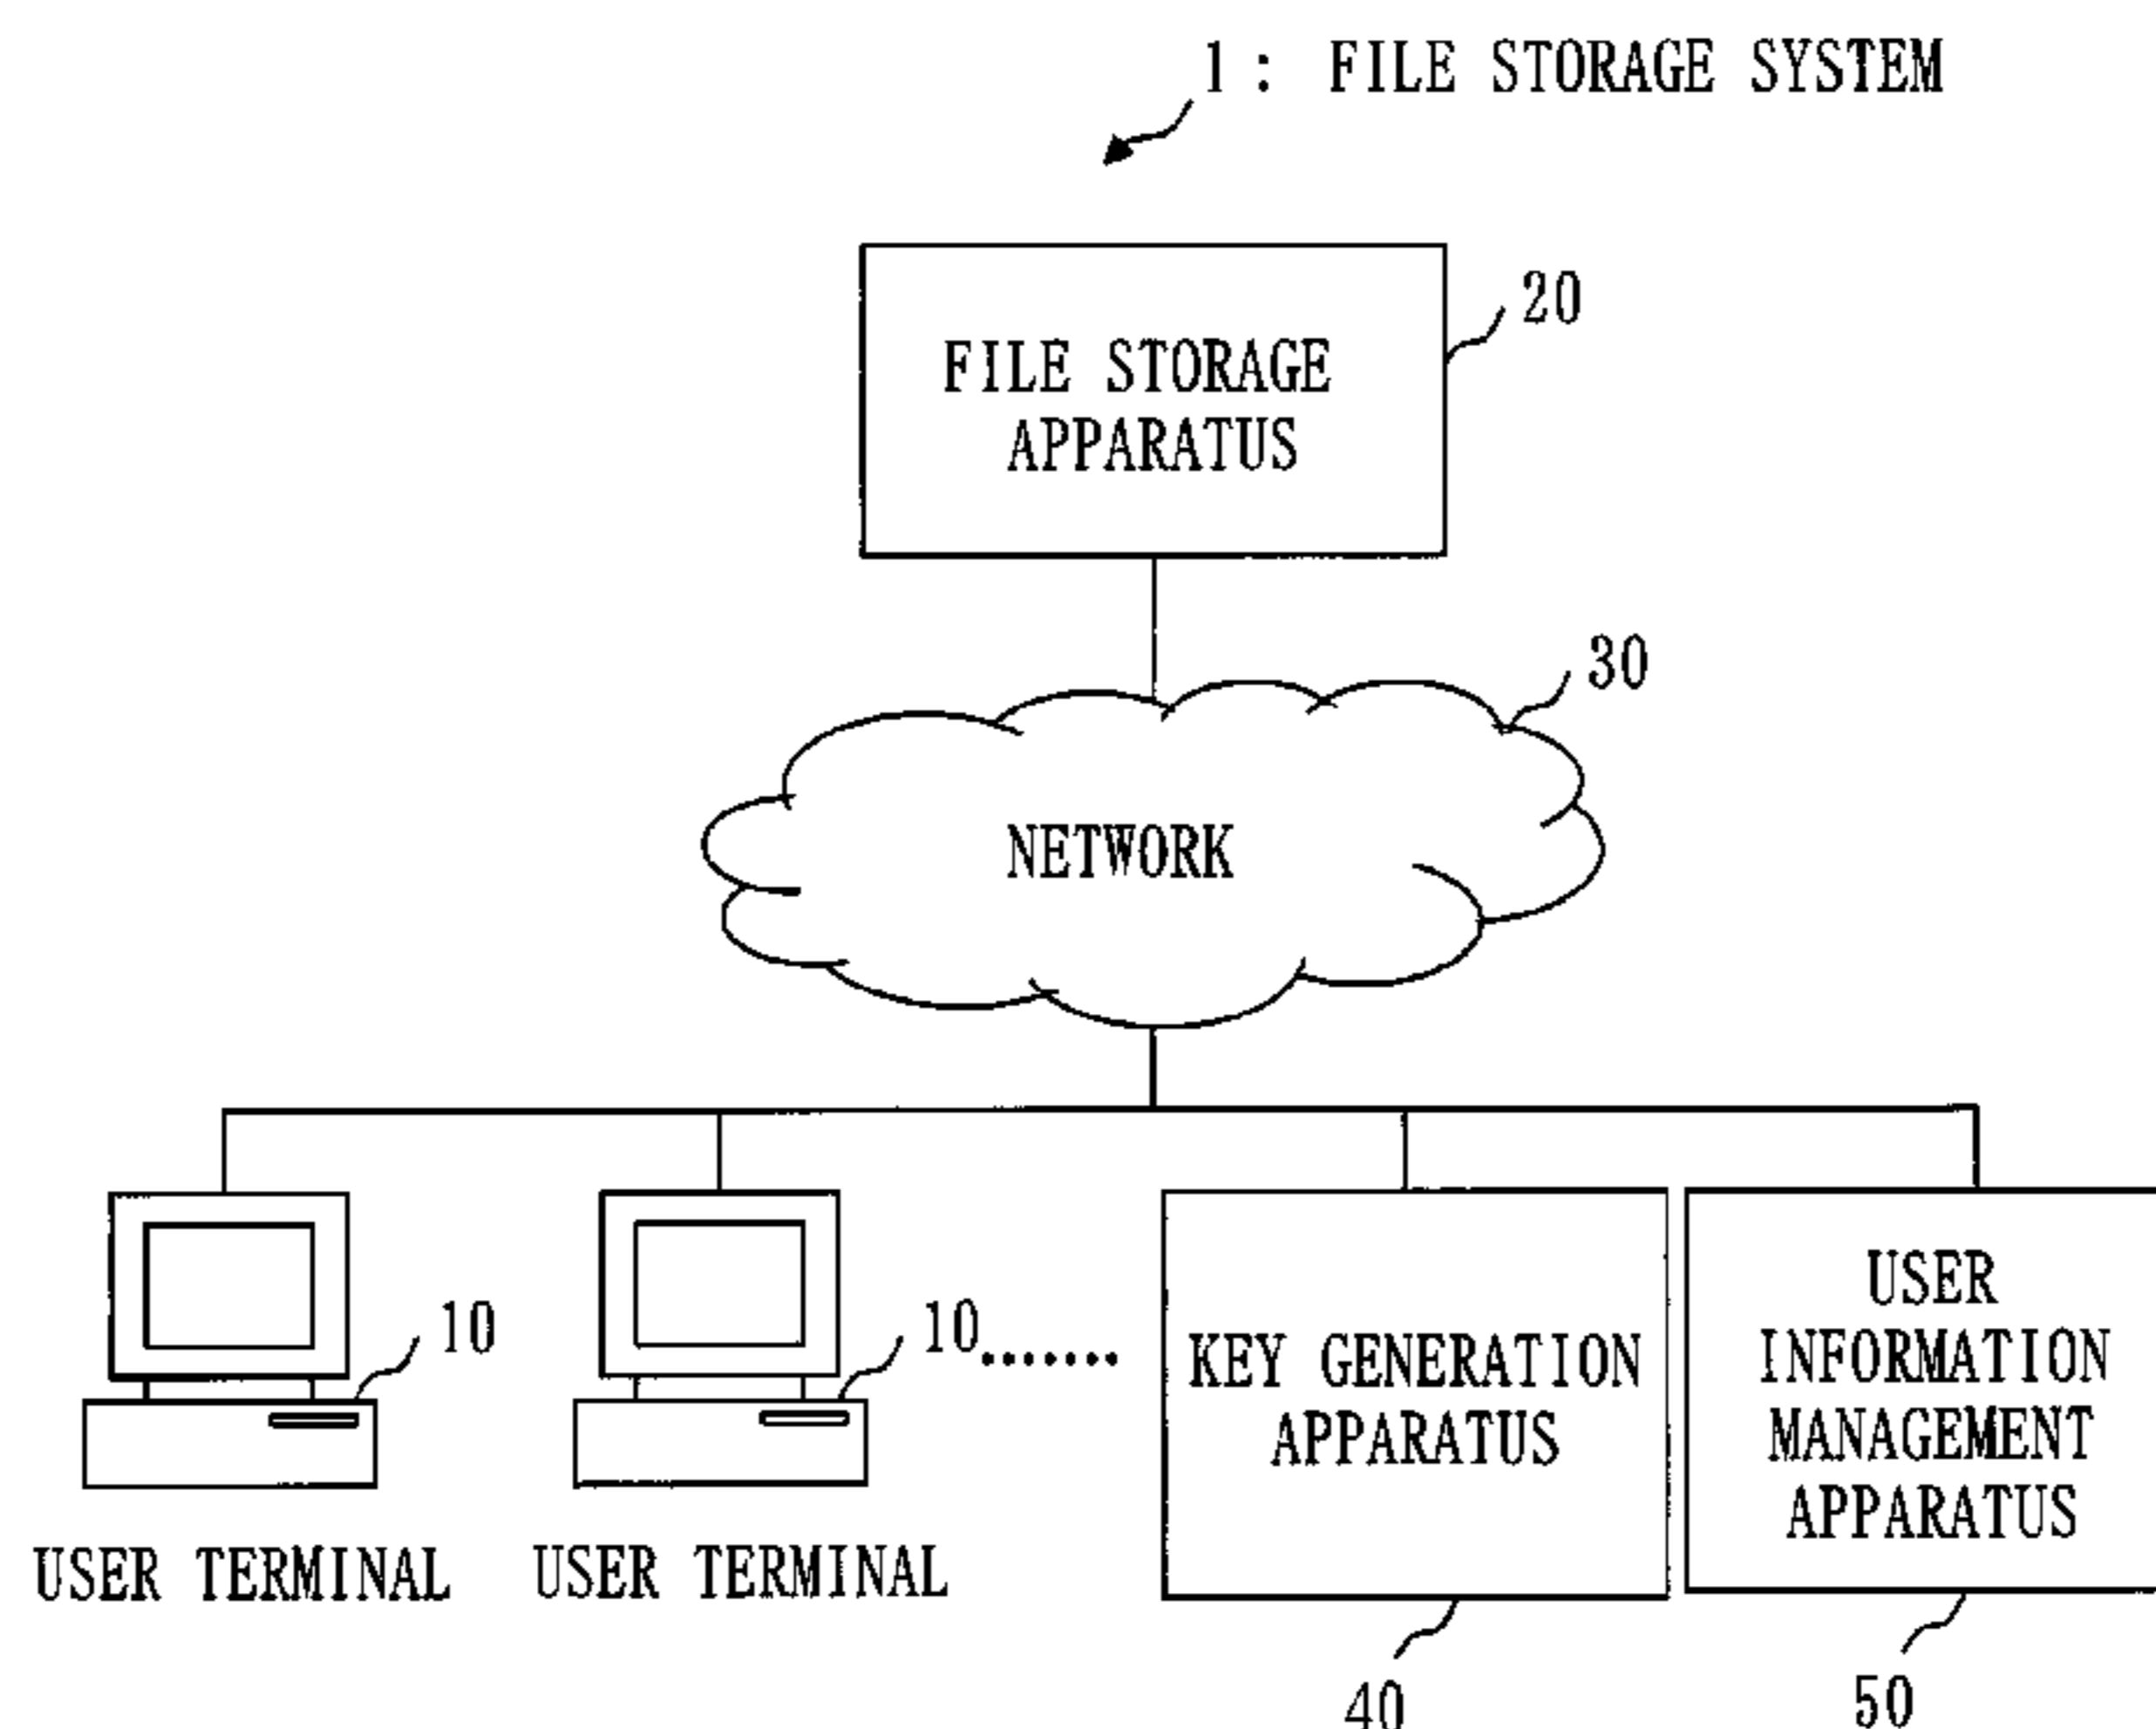 1 : FILE STORAGE SYSTEM
20
FILE STORAGE
APPARATUS
30
NETWORK
10
10.......
USER TERMINAL
USER TERMINAL
KEY GENERATION
APPARATUS
USER
INFORMATION
MANAGEMENT
APPARATUS
40
50